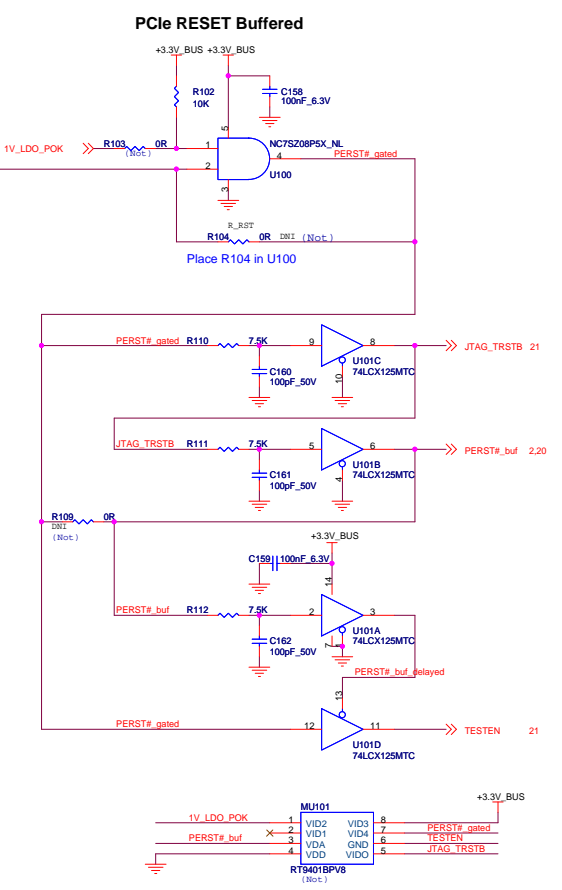 PCIe RESET Buffered
+3.3V_BUS +3.3V_BUS
R102
10K
C158
100nF_6.3V
5
1V_LDO_POK
R103 0R
(Not)
1
2
NC7SZ08P5X_NL
4
PERST#_gated
U100
3
R_RST
R104 0R DNI (Not)
Place R104 in U100
PERST#_gated R110 7.5K 9 8 JTAG_TRSTB 21
U101C
74LCX125MTC
10
C160
100pF_50V
JTAG_TRSTB R111 7.5K 5 6 PERST#_buf 2,20
U101B
74LCX125MTC
4
C161
100pF_50V
R109 0R
DNI
(Not)
+3.3V_BUS
C159 100nF_6.3V
14
PERST#_buf R112 7.5K 2 3
U101A
74LCX125MTC
7
C162
100pF_50V
PERST#_buf_delayed
13
PERST#_gated 12 11 TESTEN 21
U101D
74LCX125MTC
+3.3V_BUS
MU101
1V_LDO_POK 1 VID2 VID3 8
2 VID1 VID4 7 PERST#_gated
PERST#_buf 3 VDA GND 6 TESTEN
4 VDD VIDO 5 JTAG_TRSTB
RT9401BPV8
(Not)